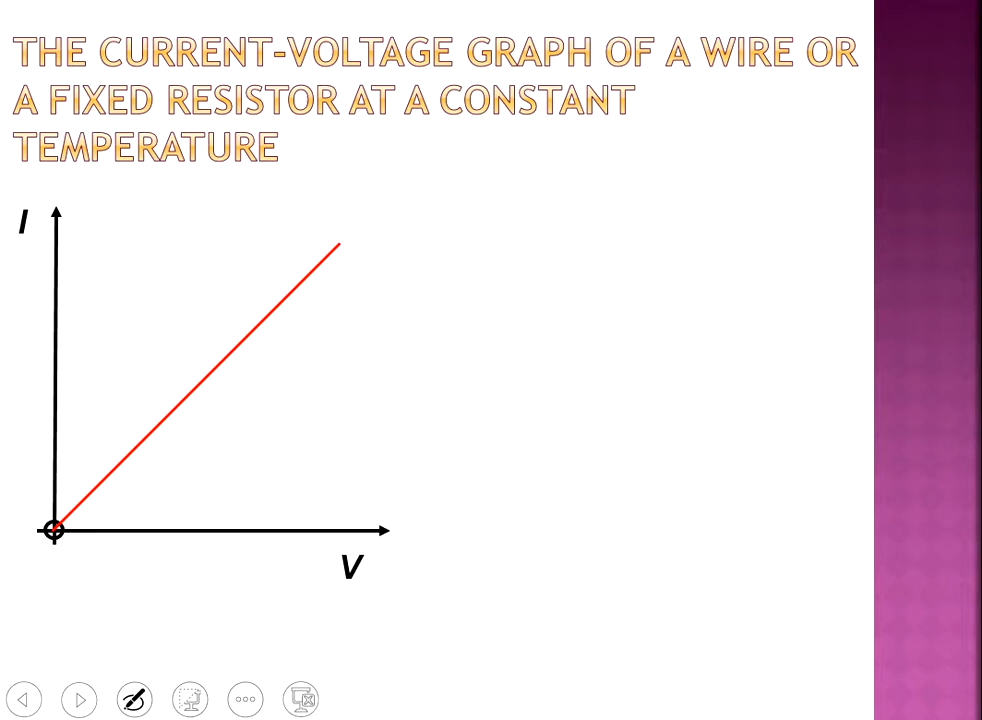 THE CURRENT-VOLTAGE GRAPH OF A WIRE OR
A FIXED RESISTOR AT A CONSTANT
TEMPERATURE
I
V